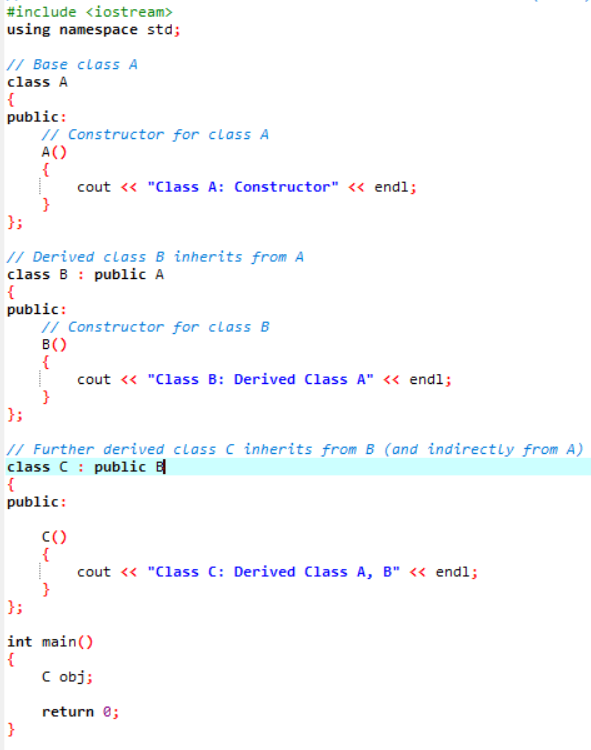 #include <iostream>
using namespace std;
// Base class A
class A
{
public:
// Constructor for class A
A()
{
cout << "Class A: Constructor" << endl;
}
};
// Derived class B inherits from A
class B : public A
{
public:
// Constructor for class B
B()
{
cout << "Class B: Derived Class A" << endl;
}
};
// Further derived class C inherits from B (and indirectly from A)
class C : public B
{
public:
C()
{
cout << "Class C: Derived Class A, B" << endl;
}
};
int main()
{
C obj;
return 0;
}